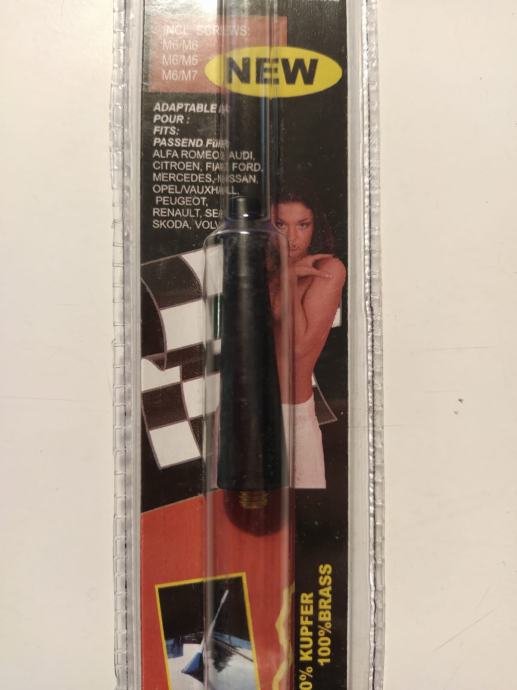 INCL. SCREWS:
M6/M6
M6/M5
M6/M7
NEW
ADAPTABLE
POUR :
FITS:
PASSEND FÜR:
ALFA ROMEO, AUDI,
CITROEN, FIAT, FORD,
MERCEDES, NISSAN,
OPEL/VAUXHALL,
PEUGEOT,
RENAULT,
SKODA,
KUPFER
100%BRASS